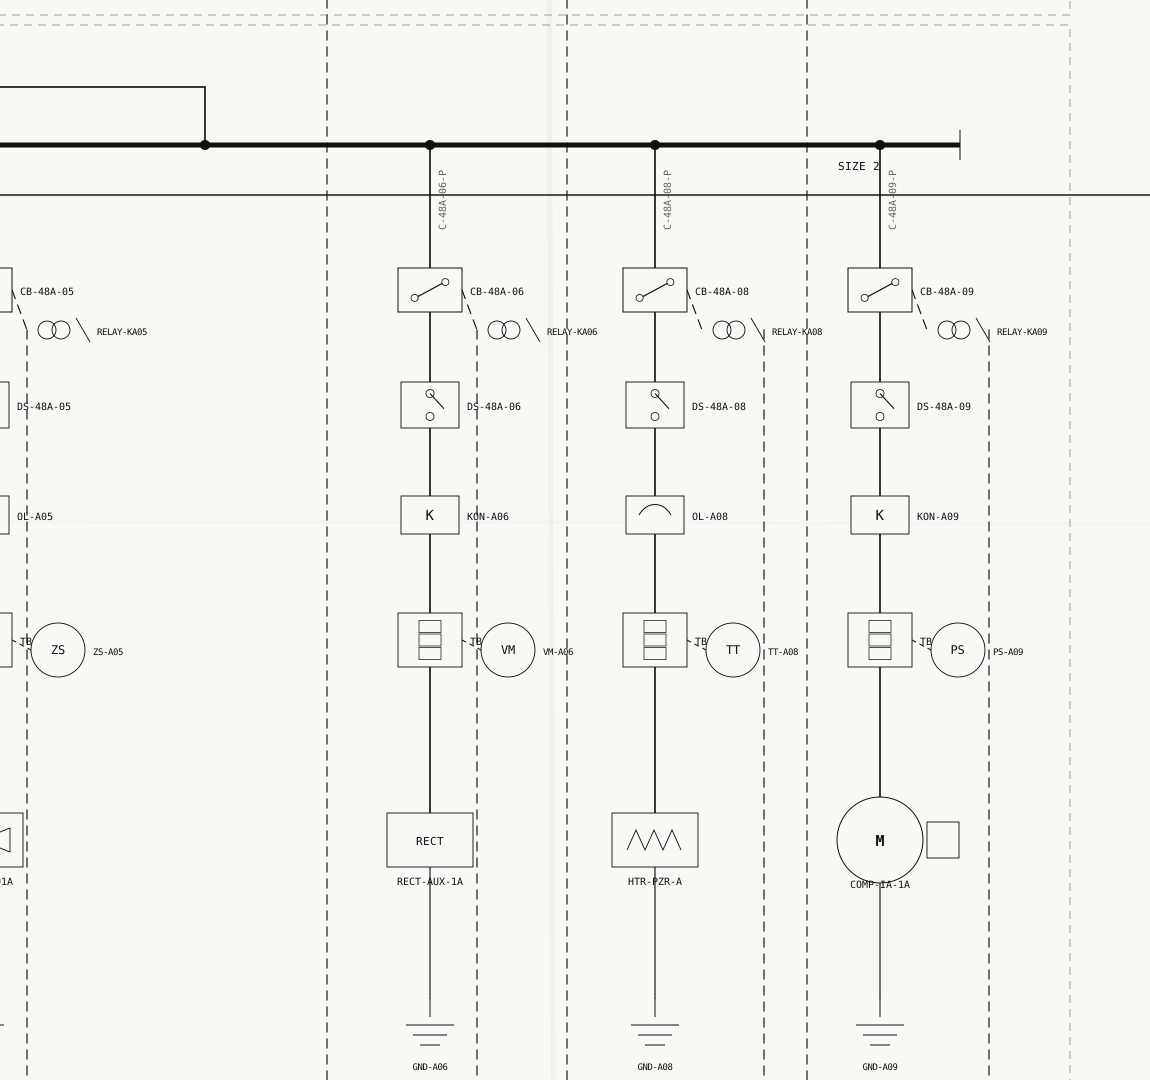 SIZE 2
C-48A-06-P
C-48A-08-P
C-48A-09-P
CB-48A-05
CB-48A-06
CB-48A-08
CB-48A-09
RELAY-KA05
RELAY-KA06
RELAY-KA08
RELAY-KA09
DS-48A-05
DS-48A-06
DS-48A-08
DS-48A-09
OL-A05
K
KON-A06
OL-A08
K
KON-A09
TB
ZS
ZS-A05
TB
VM
VM-A06
TB
TT
TT-A08
TB
PS
PS-A09
RECT
M
1A
RECT-AUX-1A
HTR-PZR-A
COMP-IA-1A
GND-A06
GND-A08
GND-A09